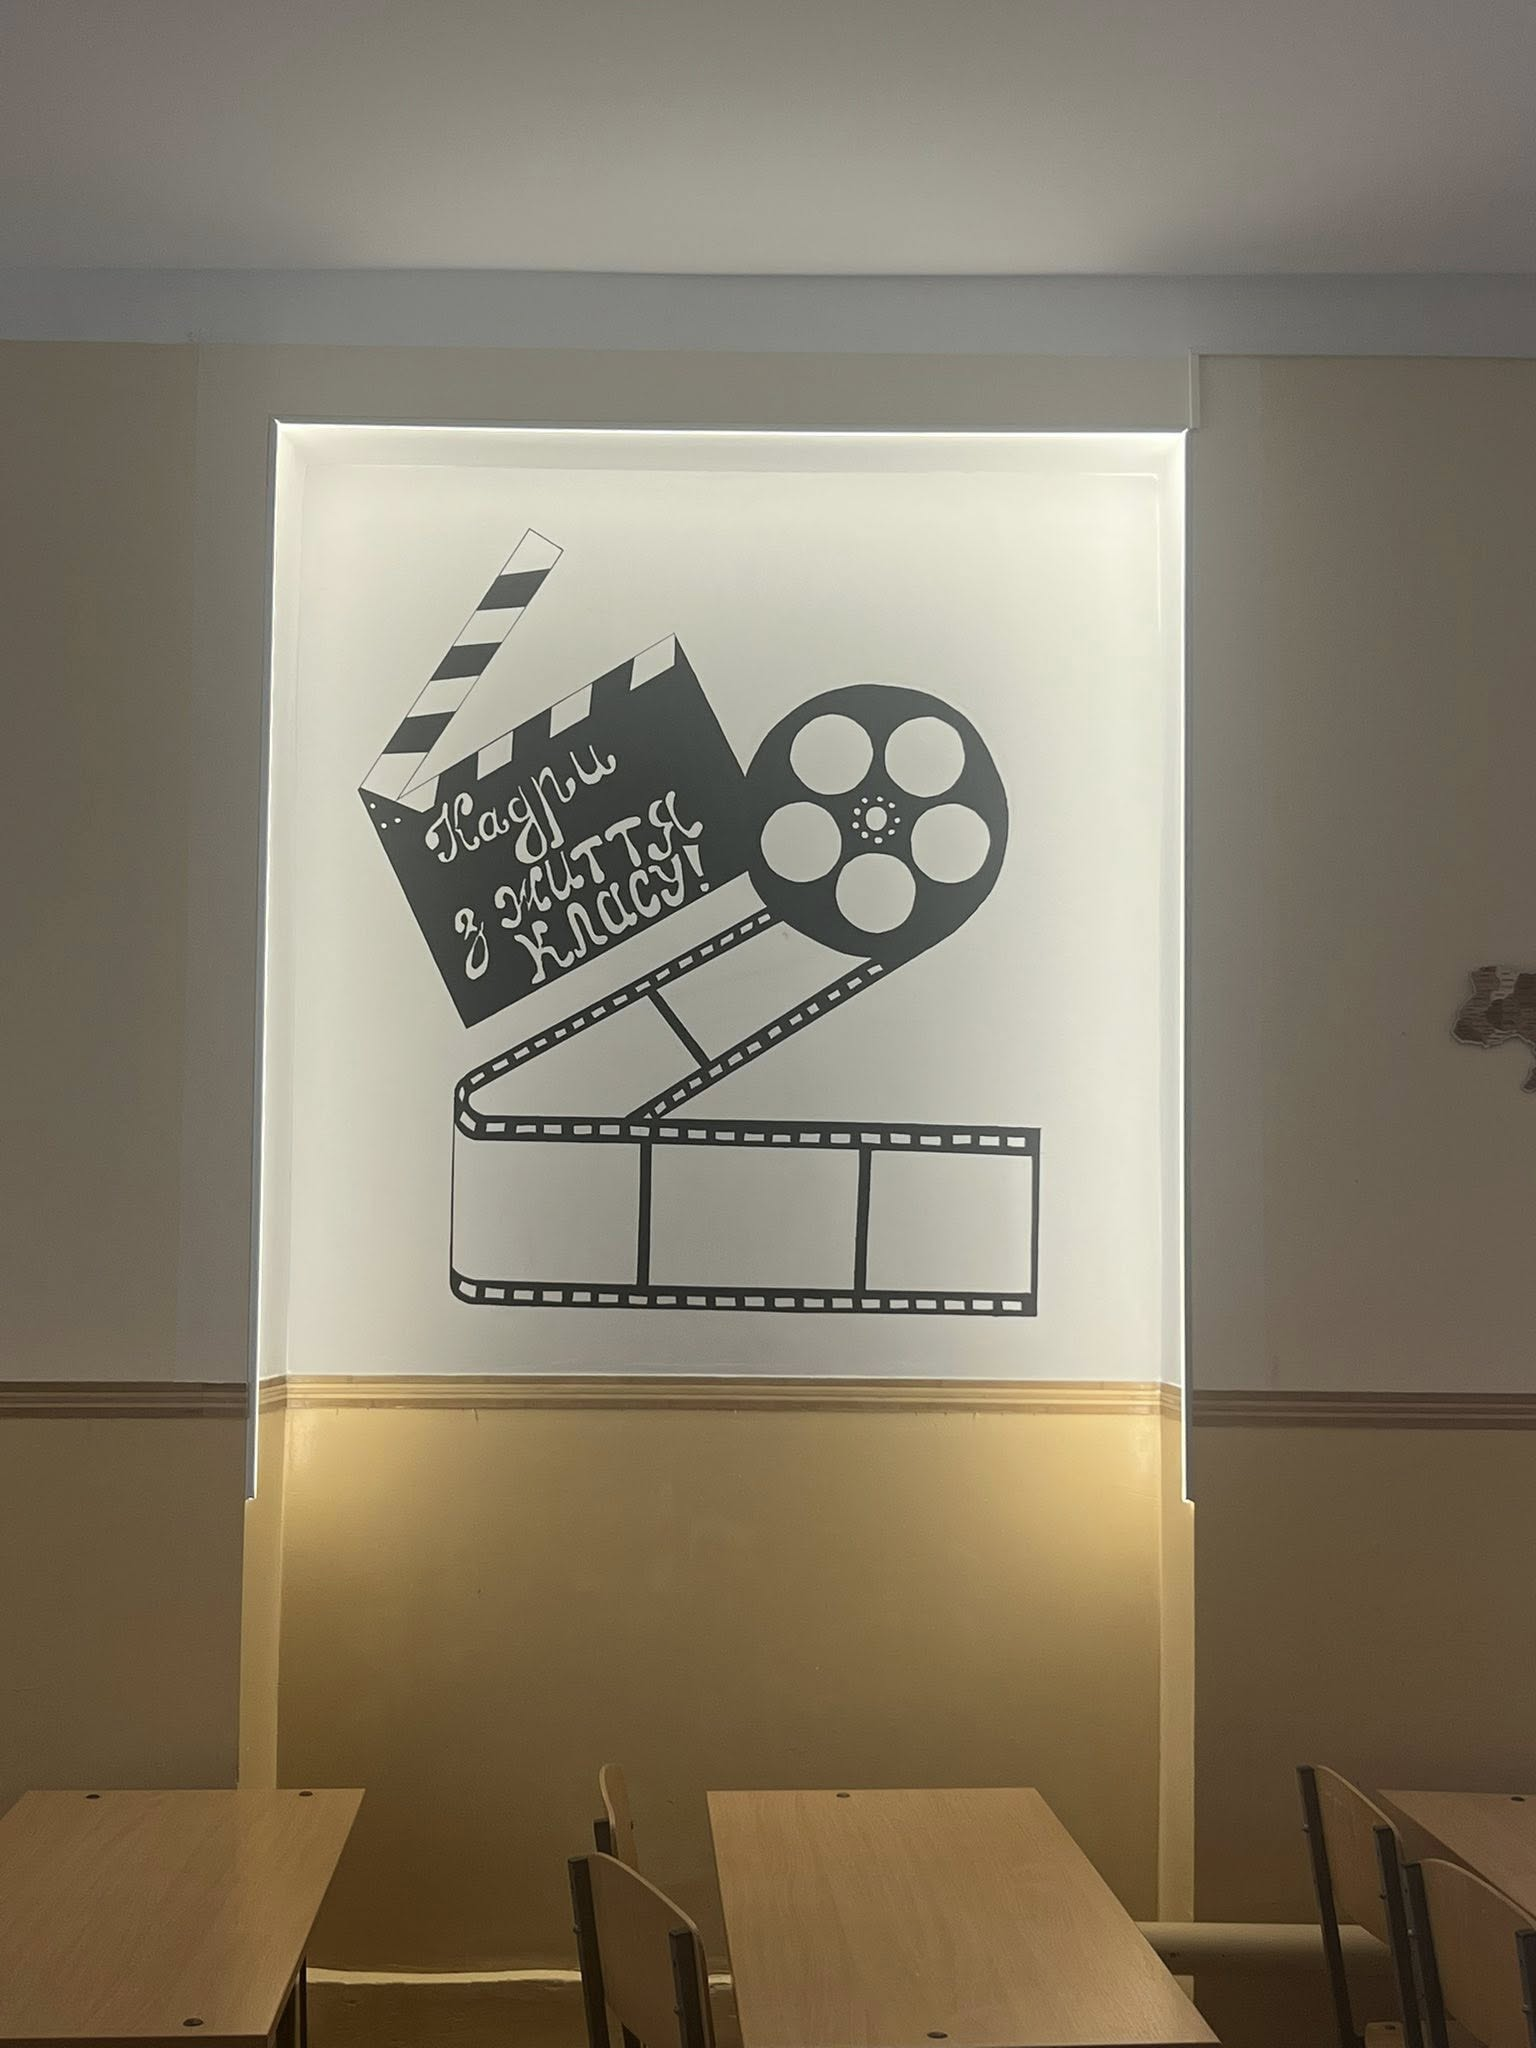 Кадри
з життя
класу!